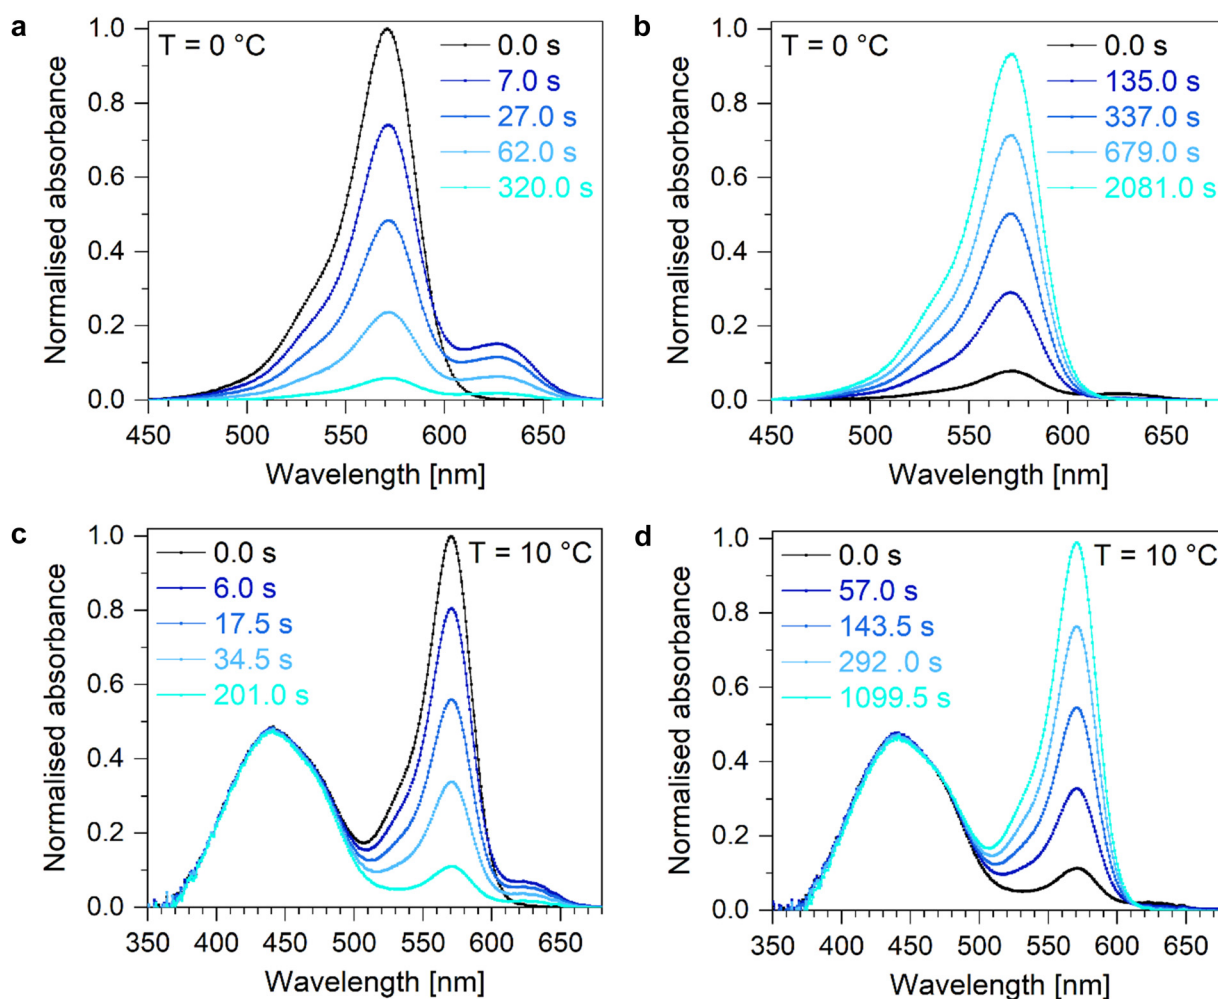 a
T = 0 °C
0.0 s
7.0 s
27.0 s
62.0 s
320.0 s
1.0
0.8
0.6
0.4
0.2
0.0
Normalised absorbance
450
500
550
600
650
Wavelength [nm]
b
T = 0 °C
0.0 s
135.0 s
337.0 s
679.0 s
2081.0 s
1.0
0.8
0.6
0.4
0.2
0.0
Normalised absorbance
450
500
550
600
650
Wavelength [nm]
c
T = 10 °C
0.0 s
6.0 s
17.5 s
34.5 s
201.0 s
1.0
0.8
0.6
0.4
0.2
0.0
Normalised absorbance
350
400
450
500
550
600
650
Wavelength [nm]
d
T = 10 °C
0.0 s
57.0 s
143.5 s
292 .0 s
1099.5 s
1.0
0.8
0.6
0.4
0.2
0.0
Normalised absorbance
350
400
450
500
550
600
650
Wavelength [nm]